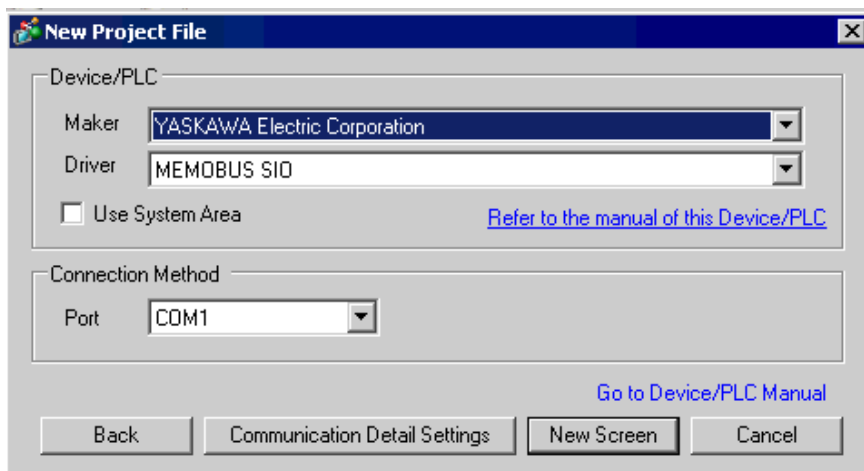 New Project File
Device/PLC
Maker YASKAWA Electric Corporation
Driver MEMOBUS SIO
Use System Area Refer to the manual of this Device/PLC
Connection Method
Port COM1
Go to Device/PLC Manual
Back Communication Detail Settings New Screen Cancel